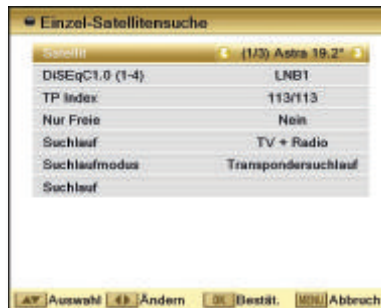 Einzel-Satellitensuche
Satellit (1/3) Astra 19.2°
DiSEqC1.0 (1-4) LNB1
TP Index 113/113
Nur Freie Nein
Suchlauf TV + Radio
Suchlaufmodus Transpondersuchlauf
Suchlauf
Auswahl Ändern OK Bestät. MENU Abbruch